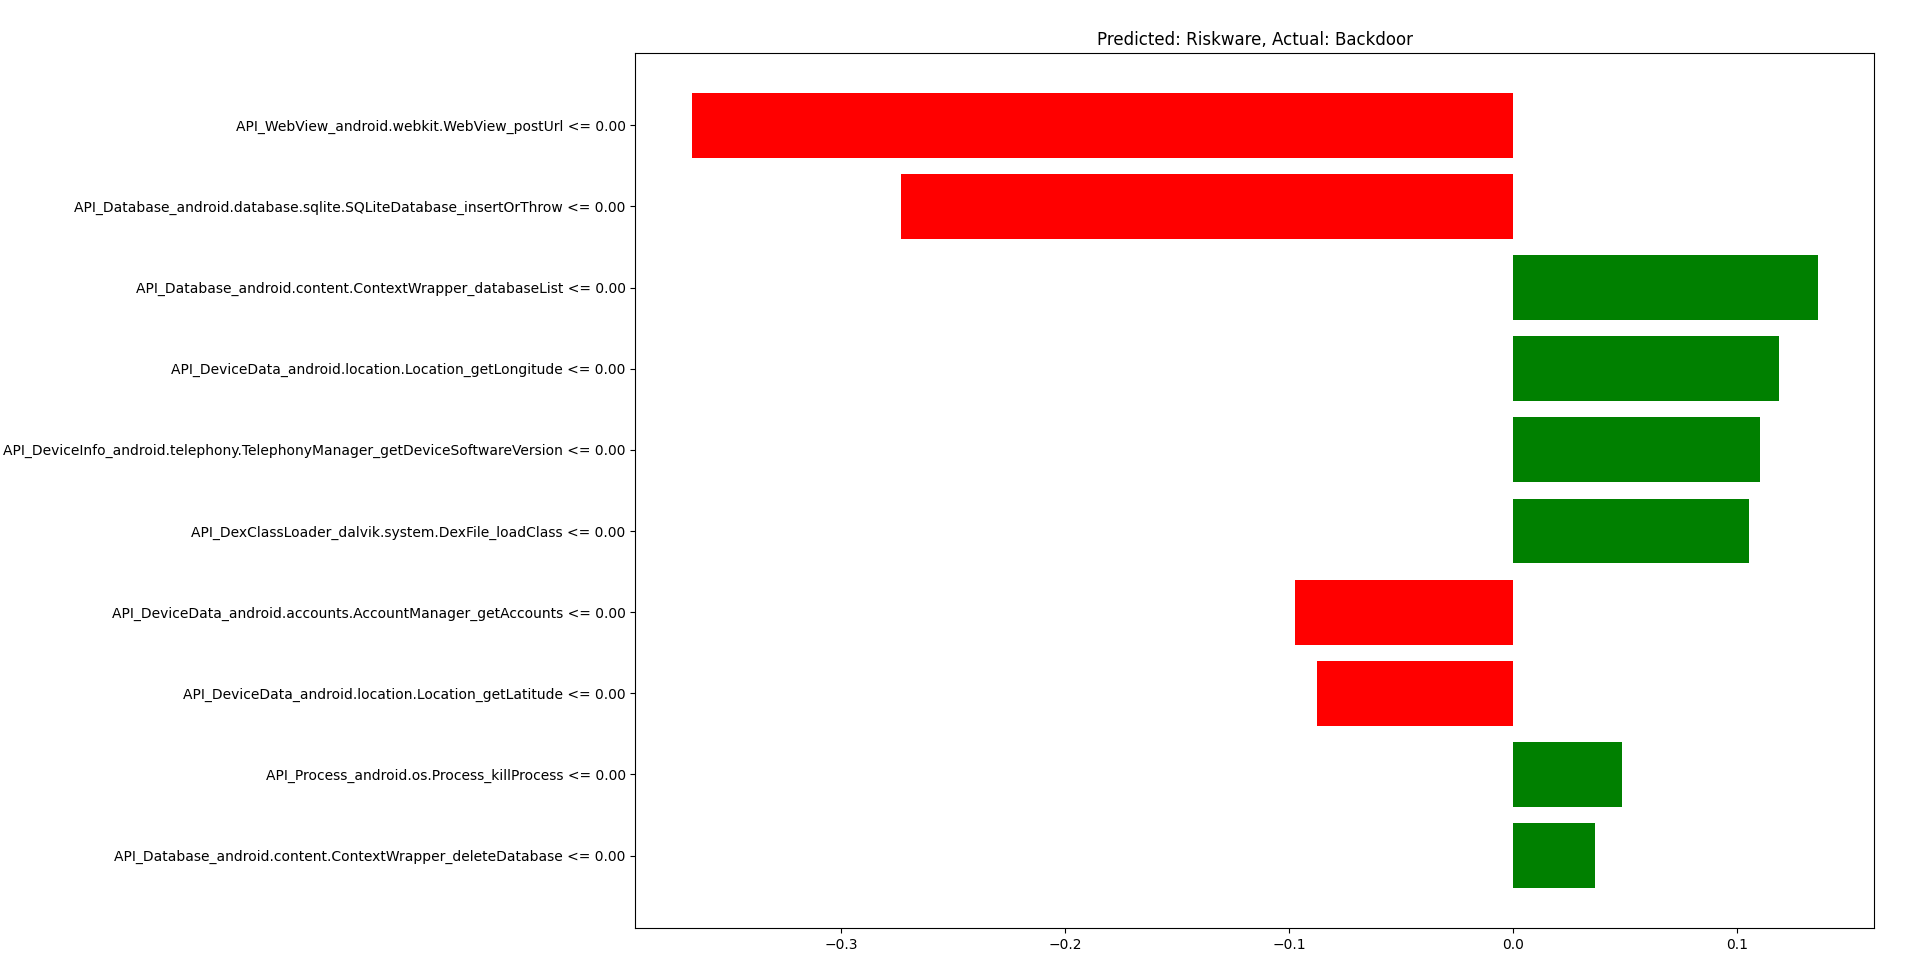 Predicted: Riskware, Actual: Backdoor
API_WebView_android.webkit.WebView_postUrl <= 0.00
API_Database_android.database.sqlite.SQLiteDatabase_insertOrThrow <= 0.00
API_Database_android.content.ContextWrapper_databaseList <= 0.00
API_DeviceData_android.location.Location_getLongitude <= 0.00
API_DeviceInfo_android.telephony.TelephonyManager_getDeviceSoftwareVersion <= 0.00
API_DexClassLoader_dalvik.system.DexFile_loadClass <= 0.00
API_DeviceData_android.accounts.AccountManager_getAccounts <= 0.00
API_DeviceData_android.location.Location_getLatitude <= 0.00
API_Process_android.os.Process_killProcess <= 0.00
API_Database_android.content.ContextWrapper_deleteDatabase <= 0.00
−0.3 −0.2 −0.1 0.0 0.1